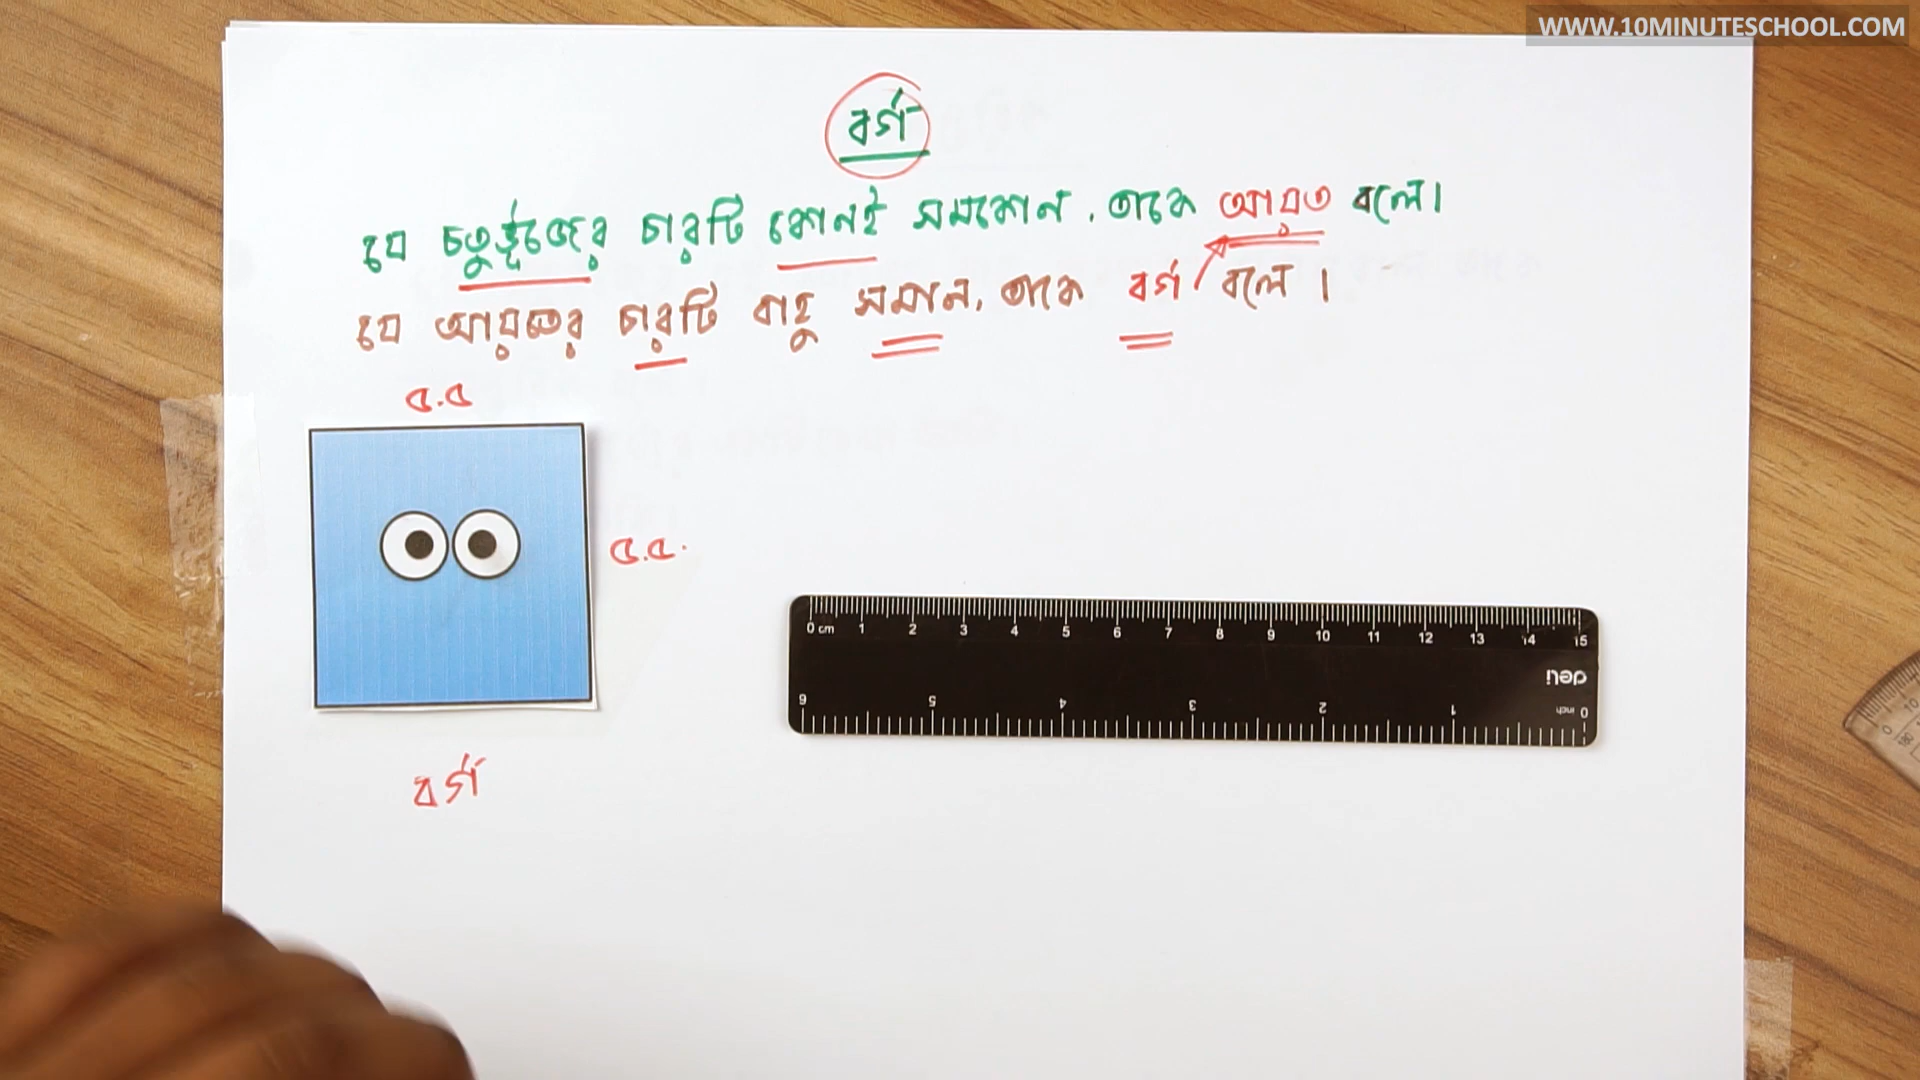 WWW.10MINUTESCHOOL.COM
বর্গ
যে চতুর্ভূজের চারটি কোনই সমকোন, তাকে আয়ত বলে।
যে আয়তের চারটি বাহু সমান, তাকে বর্গ বলে।
৫.৫
৫.৫.
0 cm 1 2 3 4 5 6 7 8 9 10 11 12 13 14 15
deli
6 5 4 3 2 1 0 inch
বর্গ